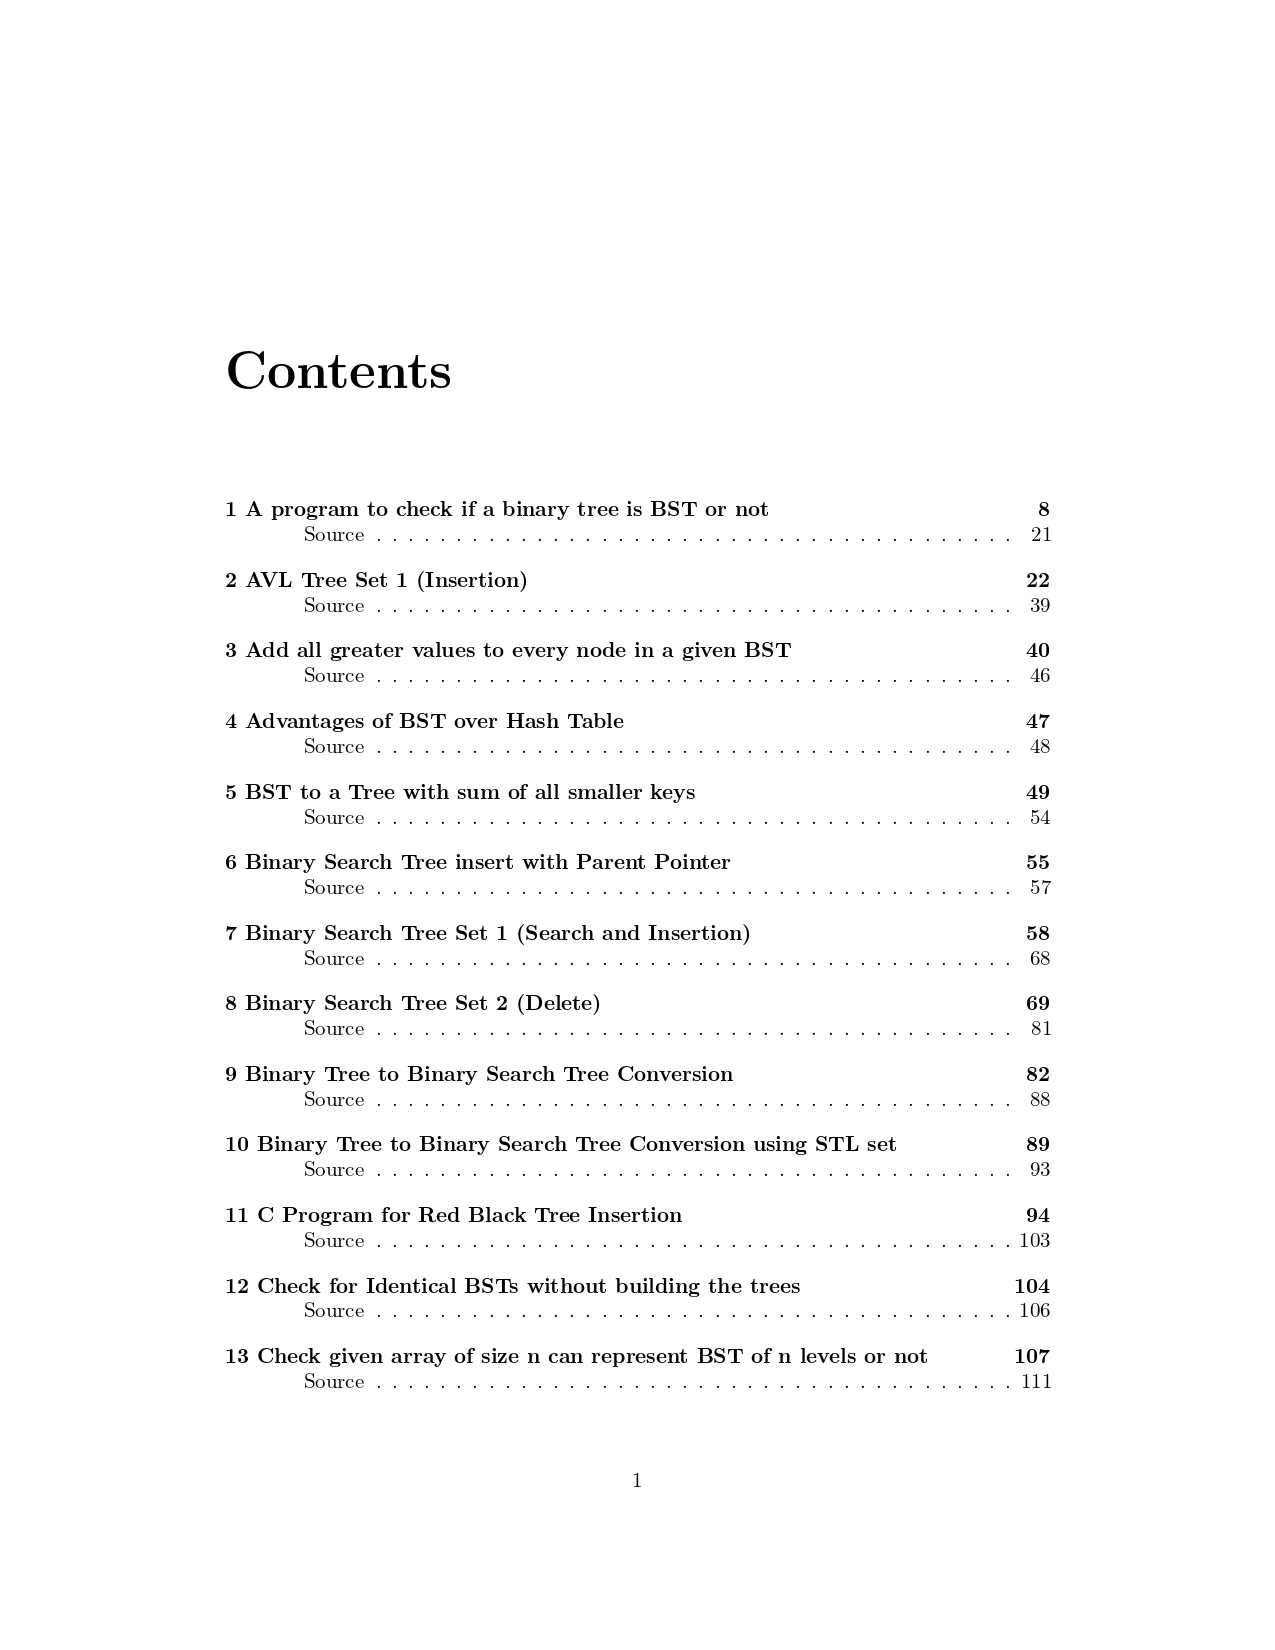 Contents
1 A program to check if a binary tree is BST or not 8
Source . . . . . . . . . . . . . . . . . . . . . . . . . . . . . . . . . . . . . . . . 21
2 AVL Tree Set 1 (Insertion) 22
Source . . . . . . . . . . . . . . . . . . . . . . . . . . . . . . . . . . . . . . . . 39
3 Add all greater values to every node in a given BST 40
Source . . . . . . . . . . . . . . . . . . . . . . . . . . . . . . . . . . . . . . . . 46
4 Advantages of BST over Hash Table 47
Source . . . . . . . . . . . . . . . . . . . . . . . . . . . . . . . . . . . . . . . . 48
5 BST to a Tree with sum of all smaller keys 49
Source . . . . . . . . . . . . . . . . . . . . . . . . . . . . . . . . . . . . . . . . 54
6 Binary Search Tree insert with Parent Pointer 55
Source . . . . . . . . . . . . . . . . . . . . . . . . . . . . . . . . . . . . . . . . 57
7 Binary Search Tree Set 1 (Search and Insertion) 58
Source . . . . . . . . . . . . . . . . . . . . . . . . . . . . . . . . . . . . . . . . 68
8 Binary Search Tree Set 2 (Delete) 69
Source . . . . . . . . . . . . . . . . . . . . . . . . . . . . . . . . . . . . . . . . 81
9 Binary Tree to Binary Search Tree Conversion 82
Source . . . . . . . . . . . . . . . . . . . . . . . . . . . . . . . . . . . . . . . . 88
10 Binary Tree to Binary Search Tree Conversion using STL set 89
Source . . . . . . . . . . . . . . . . . . . . . . . . . . . . . . . . . . . . . . . . 93
11 C Program for Red Black Tree Insertion 94
Source . . . . . . . . . . . . . . . . . . . . . . . . . . . . . . . . . . . . . . . . 103
12 Check for Identical BSTs without building the trees 104
Source . . . . . . . . . . . . . . . . . . . . . . . . . . . . . . . . . . . . . . . . 106
13 Check given array of size n can represent BST of n levels or not 107
Source . . . . . . . . . . . . . . . . . . . . . . . . . . . . . . . . . . . . . . . . 111
1